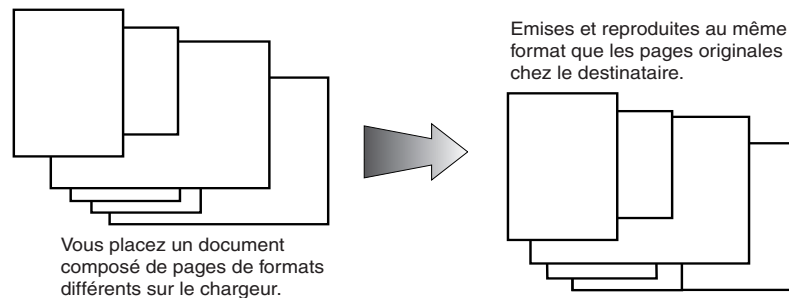 Emises et reproduites au même
format que les pages originales
chez le destinataire.
Vous placez un document
composé de pages de formats
différents sur le chargeur.